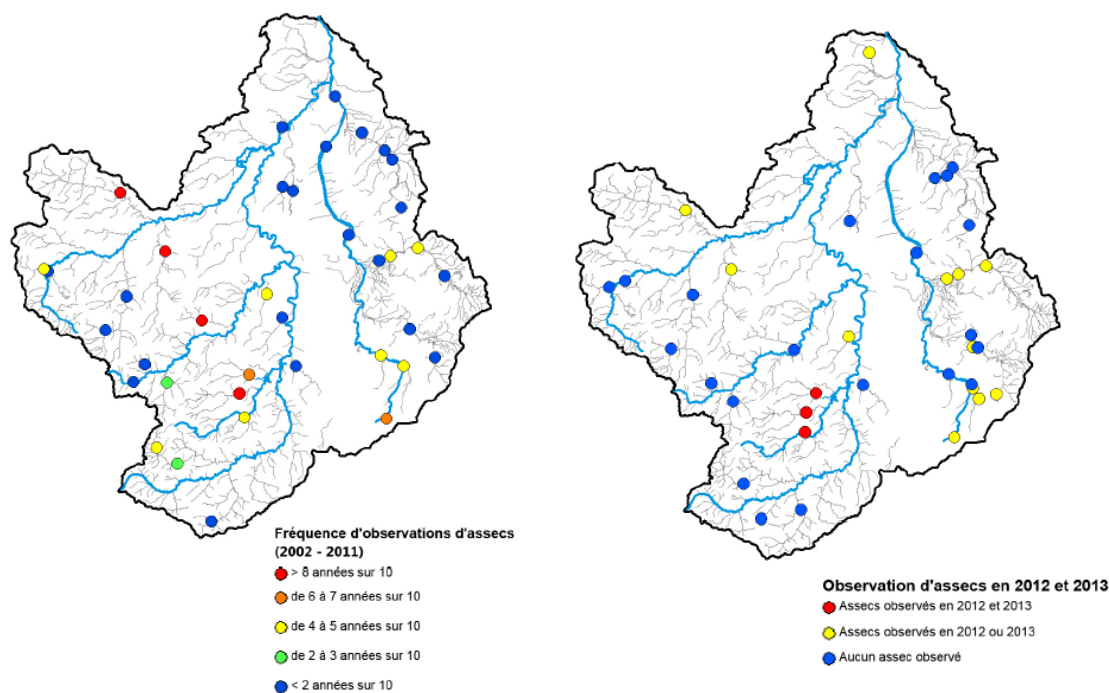 Fréquence d'observations d'assecs
(2002 - 2011)
> 8 années sur 10
de 6 à 7 années sur 10
de 4 à 5 années sur 10
de 2 à 3 années sur 10
< 2 années sur 10
Observation d'assecs en 2012 et 2013
Assecs observés en 2012 et 2013
Assecs observés en 2012 ou 2013
Aucun assec observé